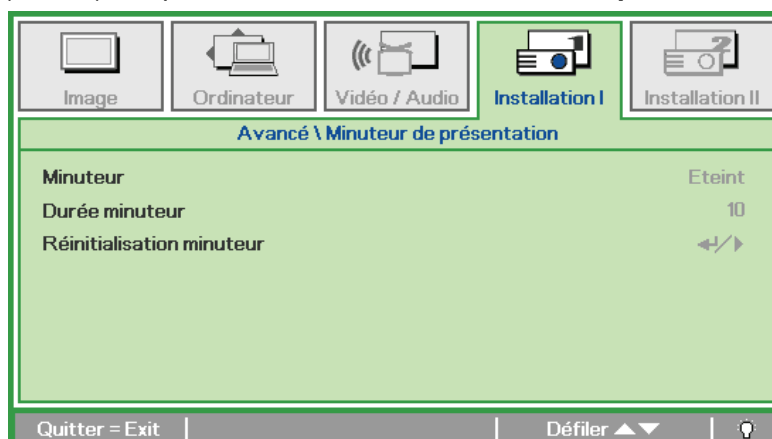 Image
Ordinateur
Vidéo / Audio
Installation I
Installation II
Avancé \ Minuteur de présentation
Minuteur Eteint
Durée minuteur 10
Réinitialisation minuteur
Quitter = Exit Défiler